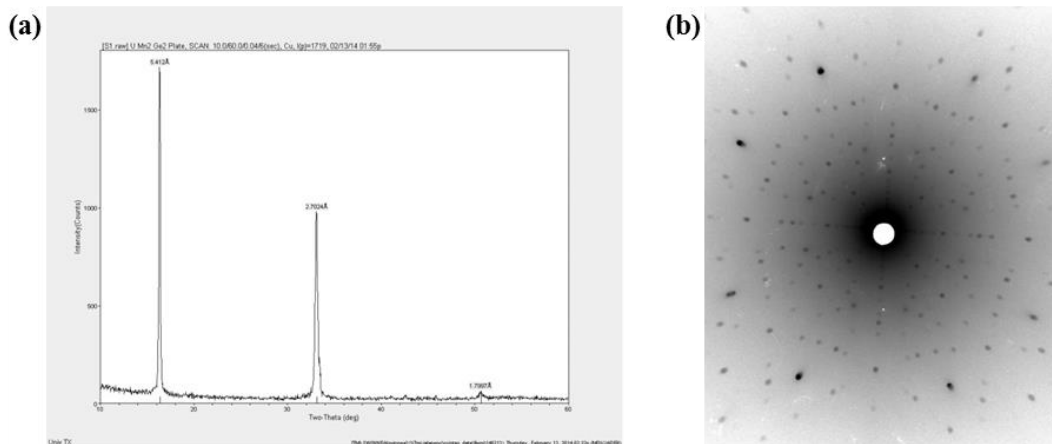 (a)
(b)
[S1.raw] U Mn2 Ge2 Plate, SCAN: 10.0/60.0/0.04/6(sec), Cu, I(p)=1719, 02/13/14 01:55p
5.412Å
1500
2.7024Å
1000
Intensity(Counts)
500
10 20 30 40 50 60
Two-Theta (deg)